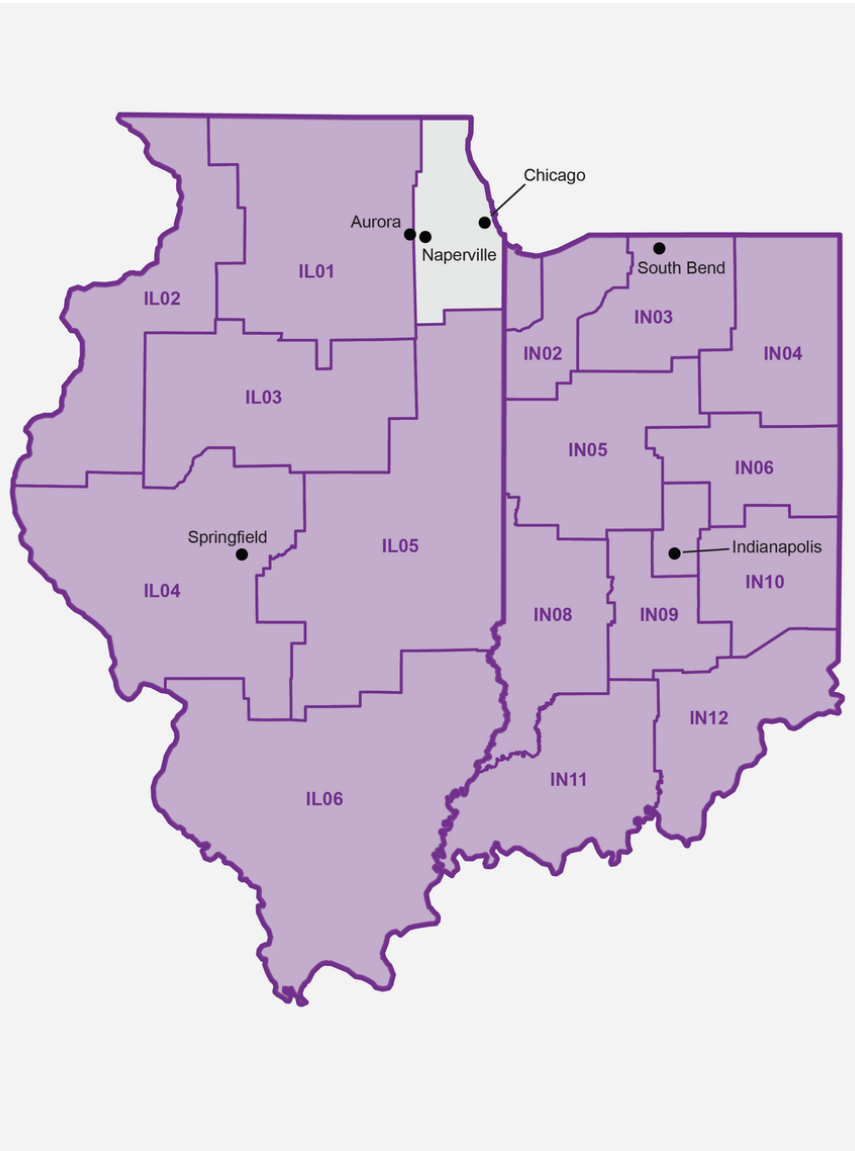 Chicago
Aurora
Naperville
South Bend
IL01
IL02
IN03
IN02
IN04
IL03
IN05
IN06
Springfield
IL05
Indianapolis
IL04
IN10
IN08
IN09
IN12
IN11
IL06